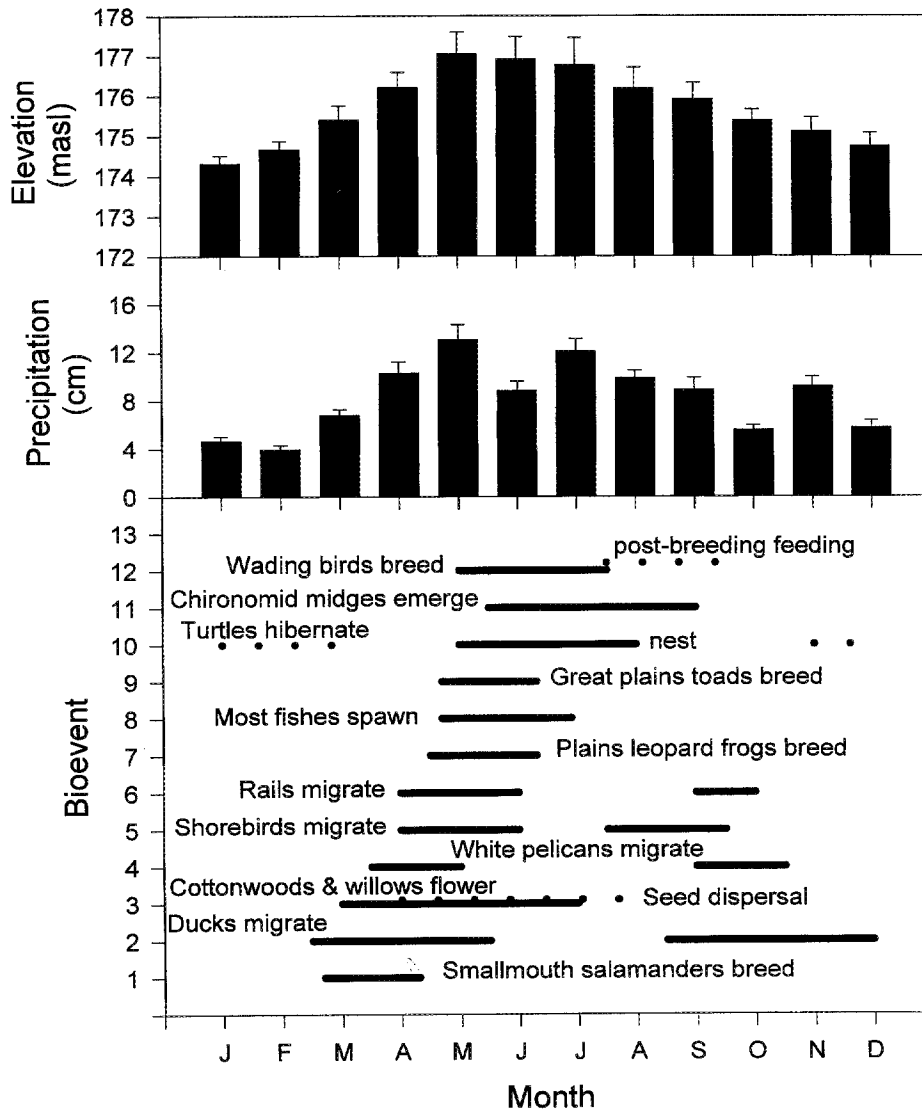 178
177
176
175
174
173
172
Elevation
(masl)
16
12
8
4
0
Precipitation
(cm)
13
12
11
10
9
8
7
6
5
4
3
2
1
Bioevent
post-breeding feeding
Wading birds breed
Chironomid midges emerge
Turtles hibernate
nest
Great plains toads breed
Most fishes spawn
Plains leopard frogs breed
Rails migrate
Shorebirds migrate
White pelicans migrate
Cottonwoods & willows flower
Seed dispersal
Ducks migrate
Smallmouth salamanders breed
J F M A M J J A S O N D
Month